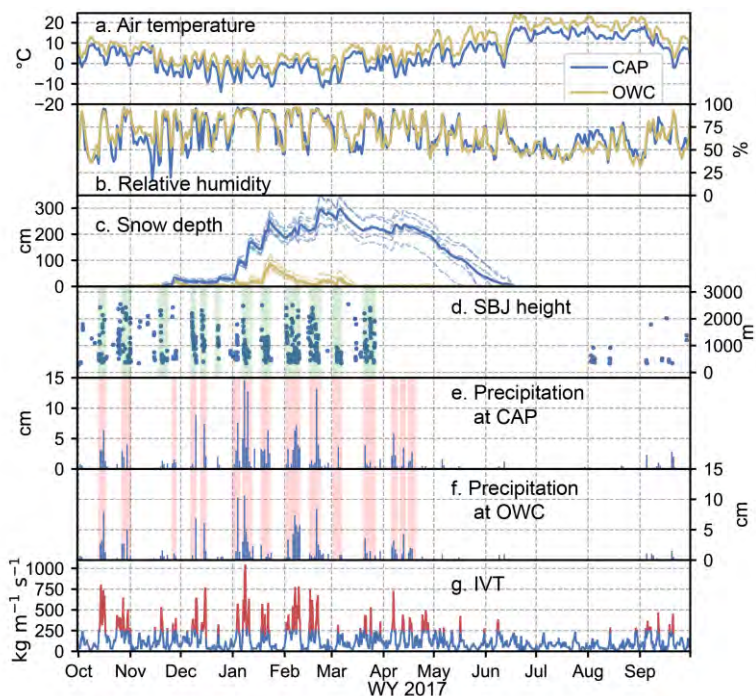 20
10
0
−10
−20
°C
a. Air temperature
CAP
OWC
100
75
50
25
0
%
b. Relative humidity
300
200
100
0
cm
c. Snow depth
3000
2000
1000
0
m
d. SBJ height
15
10
5
0
cm
e. Precipitation
at CAP
15
10
5
0
cm
f. Precipitation
at OWC
1000
750
500
250
0
kg m⁻¹ s⁻¹
g. IVT
Oct Nov Dec Jan Feb Mar Apr May Jun Jul Aug Sep
WY 2017